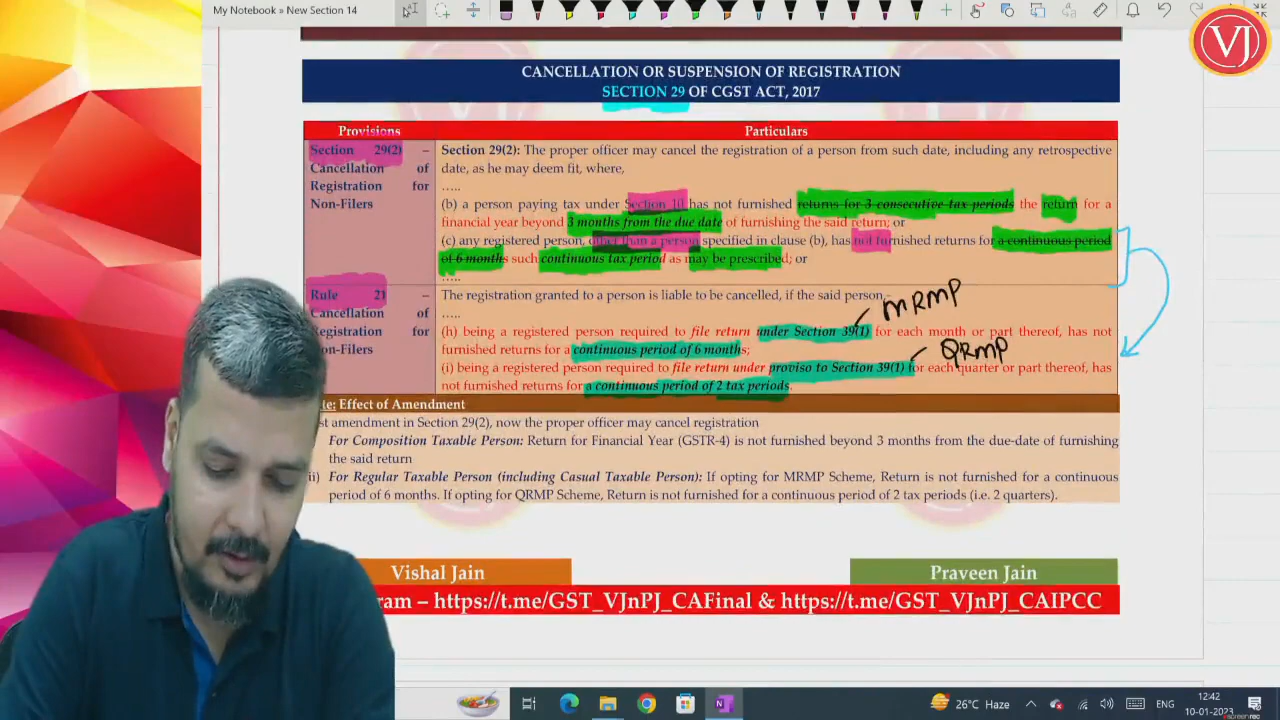 My Notebook » New Section 14
VJ
CANCELLATION OR SUSPENSION OF REGISTRATION
SECTION 29 OF CGST ACT, 2017
Provisions
Particulars
Section 29(2) –
Cancellation of
Registration for
Non-Filers
Section 29(2): The proper officer may cancel the registration of a person from such date, including any retrospective
date, as he may deem fit, where,
…..
(b) a person paying tax under Section 10 has not furnished returns for 3 consecutive tax periods the return for a
financial year beyond 3 months from the due date of furnishing the said return; or
(c) any registered person, other than a person specified in clause (b), has not furnished returns for a continuous period
of 6 months such continuous tax period as may be prescribed; or
…..
Rule 21 –
Cancellation of
Registration for
Non-Filers
The registration granted to a person is liable to be cancelled, if the said person,-
MRMP
…..
(h) being a registered person required to file return under Section 39(1) for each month or part thereof, has not
furnished returns for a continuous period of 6 months;
QRMP
(i) being a registered person required to file return under proviso to Section 39(1) for each quarter or part thereof, has
not furnished returns for a continuous period of 2 tax periods.
Effect of Amendment
amendment in Section 29(2), now the proper officer may cancel registration
For Composition Taxable Person: Return for Financial Year (GSTR-4) is not furnished beyond 3 months from the due-date of furnishing
the said return
For Regular Taxable Person (including Casual Taxable Person): If opting for MRMP Scheme, Return is not furnished for a continuous
period of 6 months. If opting for QRMP Scheme, Return is not furnished for a continuous period of 2 tax periods (i.e. 2 quarters).
Vishal Jain
Praveen Jain
ram – https://t.me/GST_VJnPJ_CAFinal & https://t.me/GST_VJnPJ_CAIPCC
26°C Haze
ENG
12:42
10-01-2023